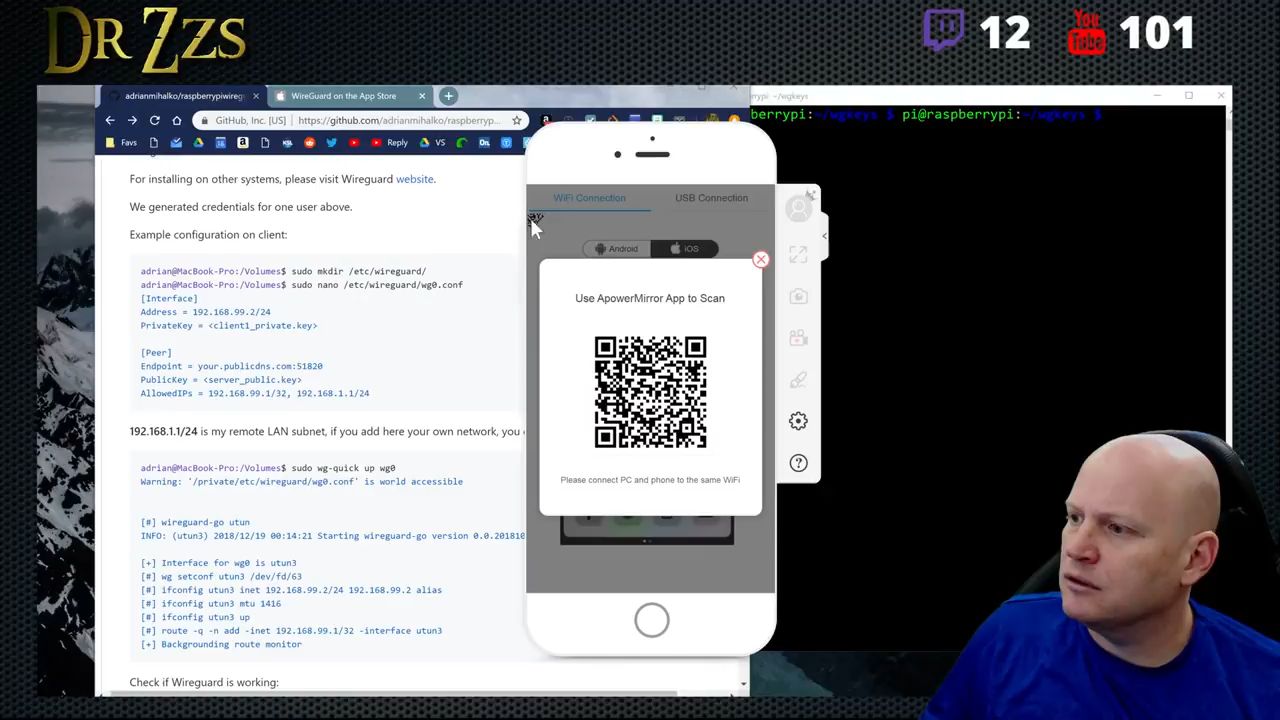 DR ZZS
12
You Tube
101
adrianmihalko/raspberrypiwireg
WireGuard on the App Store
GitHub, Inc. [US]
https://github.com/adrianmihalko/raspberryp...
Favs
Reply
VS
For installing on other systems, please visit Wireguard website.
We generated credentials for one user above.
Example configuration on client:
adrian@MacBook-Pro:/Volumes$ sudo mkdir /etc/wireguard/
adrian@MacBook-Pro:/Volumes$ sudo nano /etc/wireguard/wg0.conf
[Interface]
Address = 192.168.99.2/24
PrivateKey = <client1_private.key>
[Peer]
Endpoint = your.publicdns.com:51820
PublicKey = <server_public.key>
AllowedIPs = 192.168.99.1/32, 192.168.1.1/24
192.168.1.1/24 is my remote LAN subnet, if you add here your own network, you
adrian@MacBook-Pro:/Volumes$ sudo wg-quick up wg0
Warning: '/private/etc/wireguard/wg0.conf' is world accessible
[#] wireguard-go utun
INFO: (utun3) 2018/12/19 00:14:21 Starting wireguard-go version 0.0.201810
[+] Interface for wg0 is utun3
[#] wg setconf utun3 /dev/fd/63
[#] ifconfig utun3 inet 192.168.99.2/24 192.168.99.2 alias
[#] ifconfig utun3 mtu 1416
[#] ifconfig utun3 up
[#] route -q -n add -inet 192.168.99.1/32 -interface utun3
[+] Backgrounding route monitor
Check if Wireguard is working:
WiFi Connection
USB Connection
Android
iOS
Use ApowerMirror App to Scan
Please connect PC and phone to the same WiFi
rrypi: ~/wgkeys
berrypi:~/wgkeys $ pi@raspberrypi:~/wgkeys $